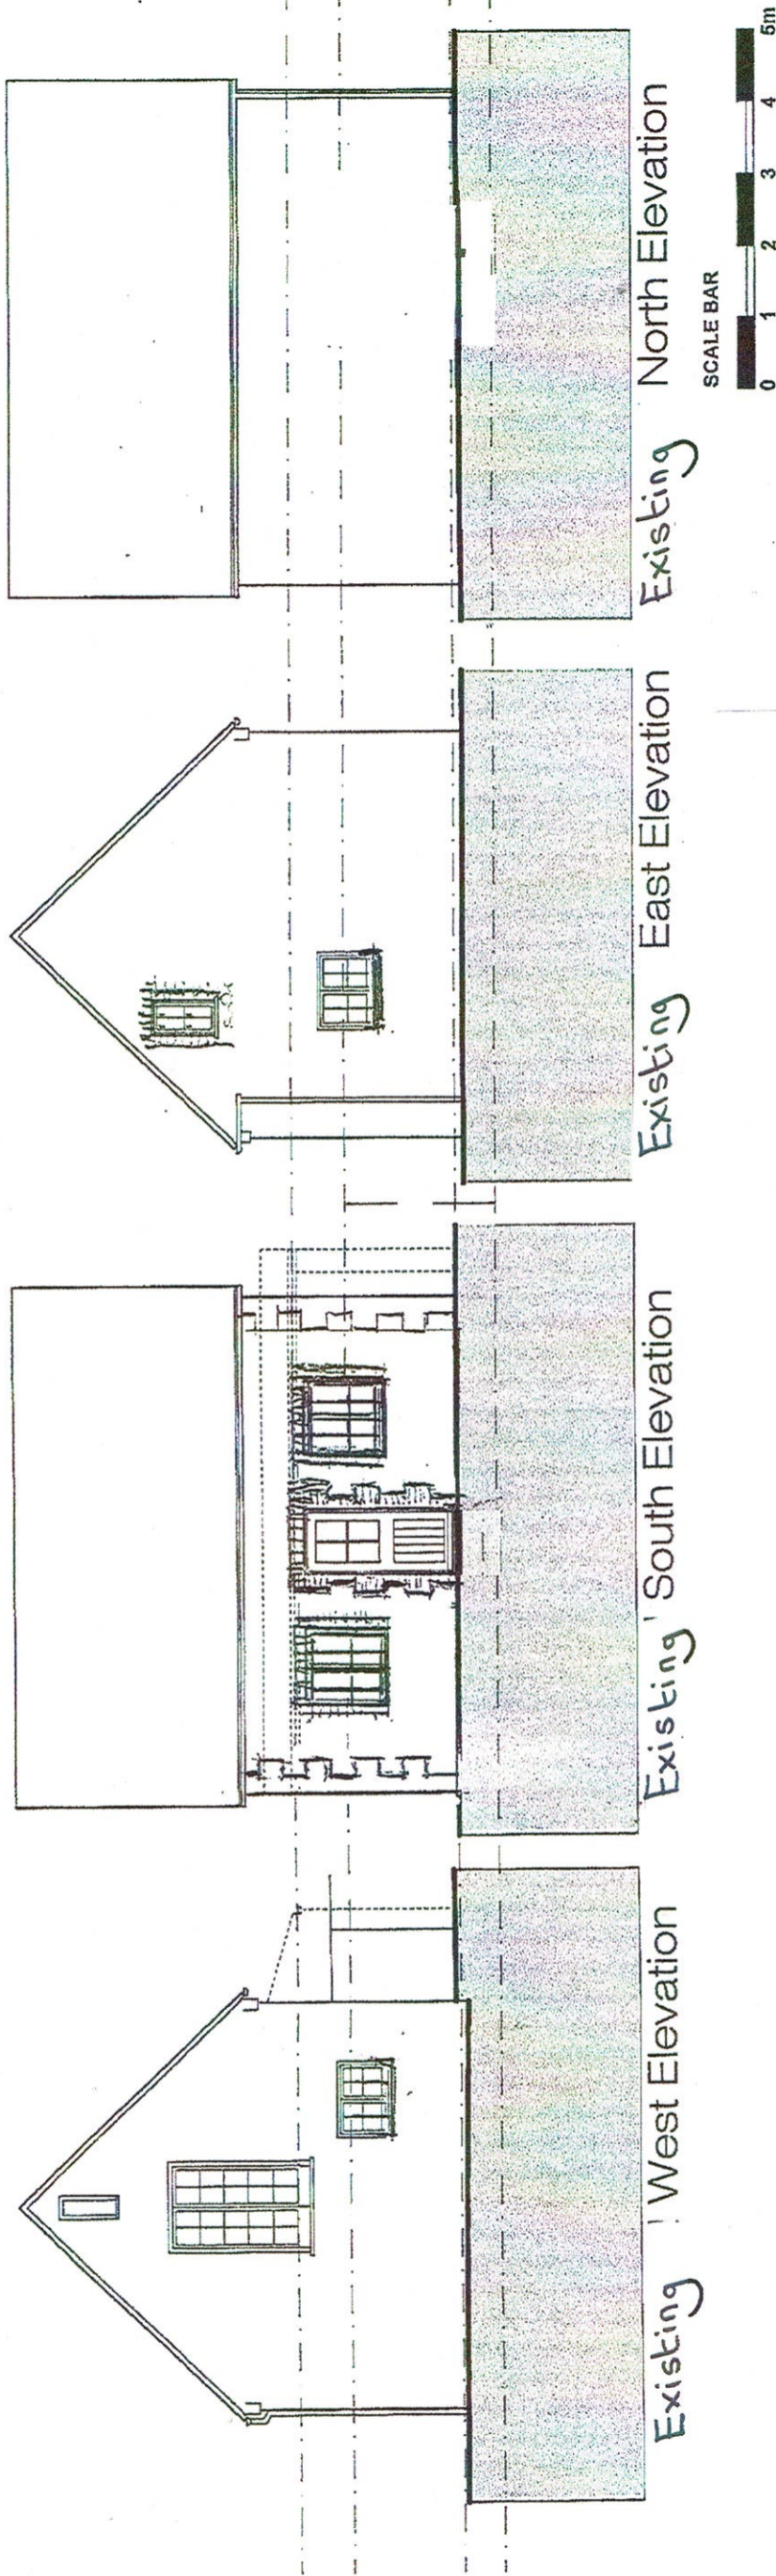 Existing West Elevation
Existing South Elevation
Existing East Elevation
Existing North Elevation
SCALE BAR
0 1 2 3 4 5m